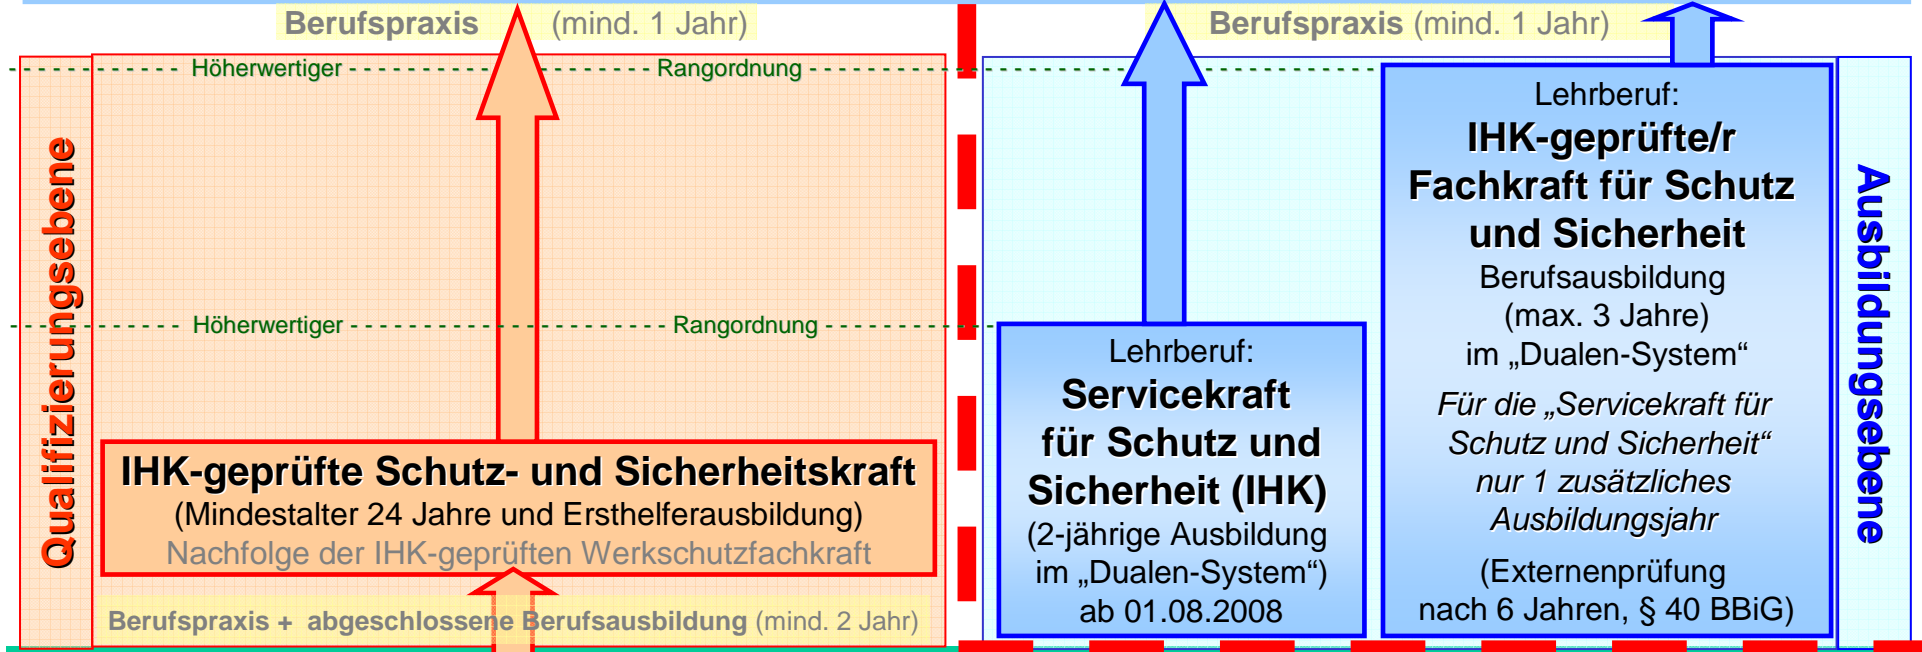 Berufspraxis (mind. 1 Jahr)
Berufspraxis (mind. 1 Jahr)
Höherwertiger Rangordnung
Qualifizierungsebene
Höherwertiger Rangordnung
IHK-geprüfte Schutz- und Sicherheitskraft
(Mindestalter 24 Jahre und Ersthelferausbildung)
Nachfolge der IHK-geprüften Werkschutzfachkraft
Berufspraxis + abgeschlossene Berufsausbildung (mind. 2 Jahr)
Lehrberuf:
Servicekraft
für Schutz und
Sicherheit (IHK)
(2-jährige Ausbildung
im „Dualen-System“)
ab 01.08.2008
Lehrberuf:
IHK-geprüfte/r
Fachkraft für Schutz
und Sicherheit
Berufsausbildung
(max. 3 Jahre)
im „Dualen-System“
Für die „Servicekraft für
Schutz und Sicherheit“
nur 1 zusätzliches
Ausbildungsjahr
(Externenprüfung
nach 6 Jahren, § 40 BBiG)
Ausbildungsebene